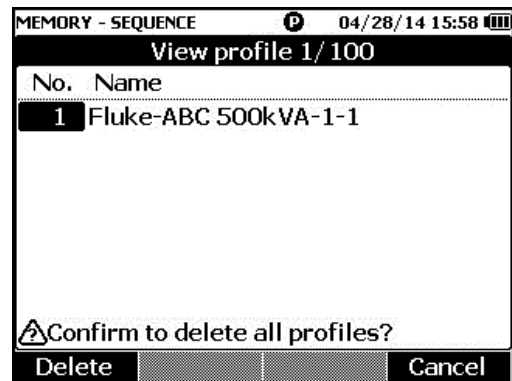 MEMORY - SEQUENCE P 04/28/14 15:58
View profile 1/100
No. Name
1 Fluke-ABC 500kVA-1-1
Confirm to delete all profiles?
Delete Cancel